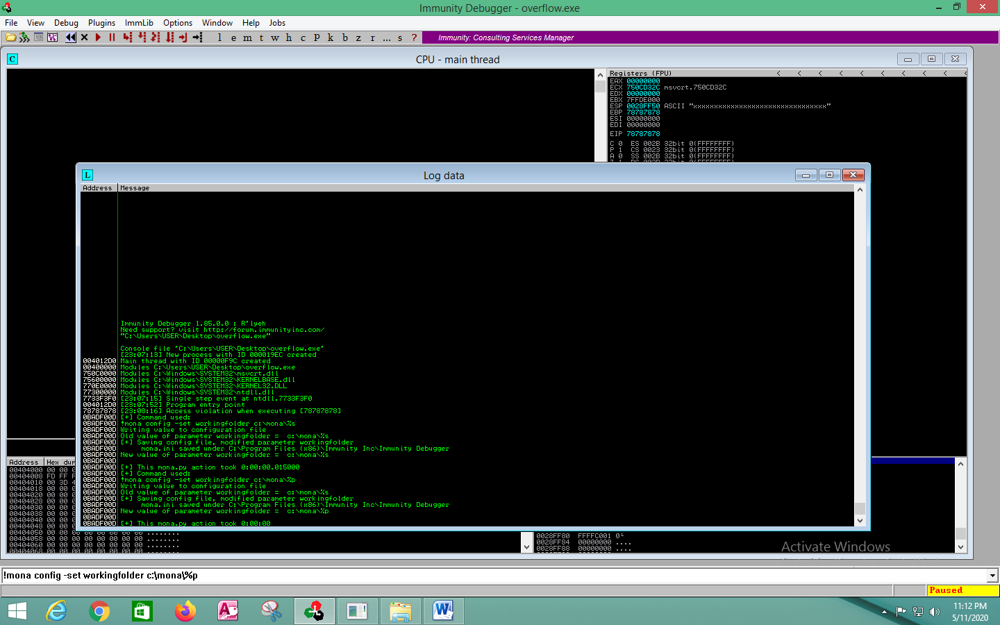 Immunity Debugger - overflow.exe
File View Debug Plugins ImmLib Options Window Help Jobs
l e m t w h c P k b z r ... s ?
Immunity: Consulting Services Manager
C
CPU - main thread
Registers (FPU) < < < < < < < < < <
EAX 00000000
ECX 750CD32C msvcrt.750CD32C
EDX 00000000
EBX 7FFDE000
ESP 0028FF50 ASCII "xxxxxxxxxxxxxxxxxxxxxxxxxxxxxxxx"
EBP 78787878
ESI 00000000
EDI 00000000
EIP 78787878
C 0 ES 002B 32bit 0(FFFFFFFF)
P 1 CS 0023 32bit 0(FFFFFFFF)
A 0 SS 002B 32bit 0(FFFFFFFF)
L
Log data
Address Message
Immunity Debugger 1.85.0.0 : R'lyeh
Need support? visit http://forum.immunityinc.com/
"C:\Users\USER\Desktop\overflow.exe"
Console file 'C:\Users\USER\Desktop\overflow.exe'
[23:07:13] New process with ID 000019EC created
004012D0 Main thread with ID 00000F9C created
00400000 Modules C:\Users\USER\Desktop\overflow.exe
750C0000 Modules C:\Windows\SYSTEM32\msvcrt.dll
75600000 Modules C:\Windows\SYSTEM32\KERNELBASE.dll
770E0000 Modules C:\Windows\SYSTEM32\KERNEL32.DLL
77300000 Modules C:\Windows\SYSTEM32\ntdll.dll
7733F3F0 [23:07:15] Single step event at ntdll.7733F3F0
004012D0 [23:07:52] Program entry point
78787878 [23:08:16] Access violation when executing [78787878]
0BADF00D [+] Command used:
0BADF00D !mona config -set workingfolder c:\mona\%s
0BADF00D Writing value to configuration file
0BADF00D Old value of parameter workingfolder = c:\mona\%s
0BADF00D [+] Saving config file, modified parameter workingfolder
0BADF00D mona.ini saved under C:\Program Files (x86)\Immunity Inc\Immunity Debugger
0BADF00D New value of parameter workingfolder = c:\mona\%s
0BADF00D
0BADF00D [+] This mona.py action took 0:00:00.015000
0BADF00D [+] Command used:
0BADF00D !mona config -set workingfolder c:\mona\%p
0BADF00D Writing value to configuration file
0BADF00D Old value of parameter workingfolder = c:\mona\%s
0BADF00D [+] Saving config file, modified parameter workingfolder
0BADF00D mona.ini saved under C:\Program Files (x86)\Immunity Inc\Immunity Debugger
0BADF00D New value of parameter workingfolder = c:\mona\%p
0BADF00D
0BADF00D [+] This mona.py action took 0:00:00
Address Hex dum
00404000 00 00 0
00404008 FD FF F
00404010 00 3D 4
00404018 00 00 0
00404020 00 00 0
00404028 00 00 0
00404030 00 00 0
00404038 00 00 0
00404040 00 00 0
00404048 00 00 0
00404050 00 00 00 00 00 00 00 00 ........
00404058 00 00 00 00 00 00 00 00 ........
00404060 00 00 00 00 00 00 00 00 ........
00404068 00 00 00 00 00 00 00 00 ........
0028FF80 FFFFC001
0028FF84 00000000 ....
0028FF88 00000000 ....
Activate Windows
!mona config -set workingfolder c:\mona\%p
Paused
11:12 PM
5/11/2020